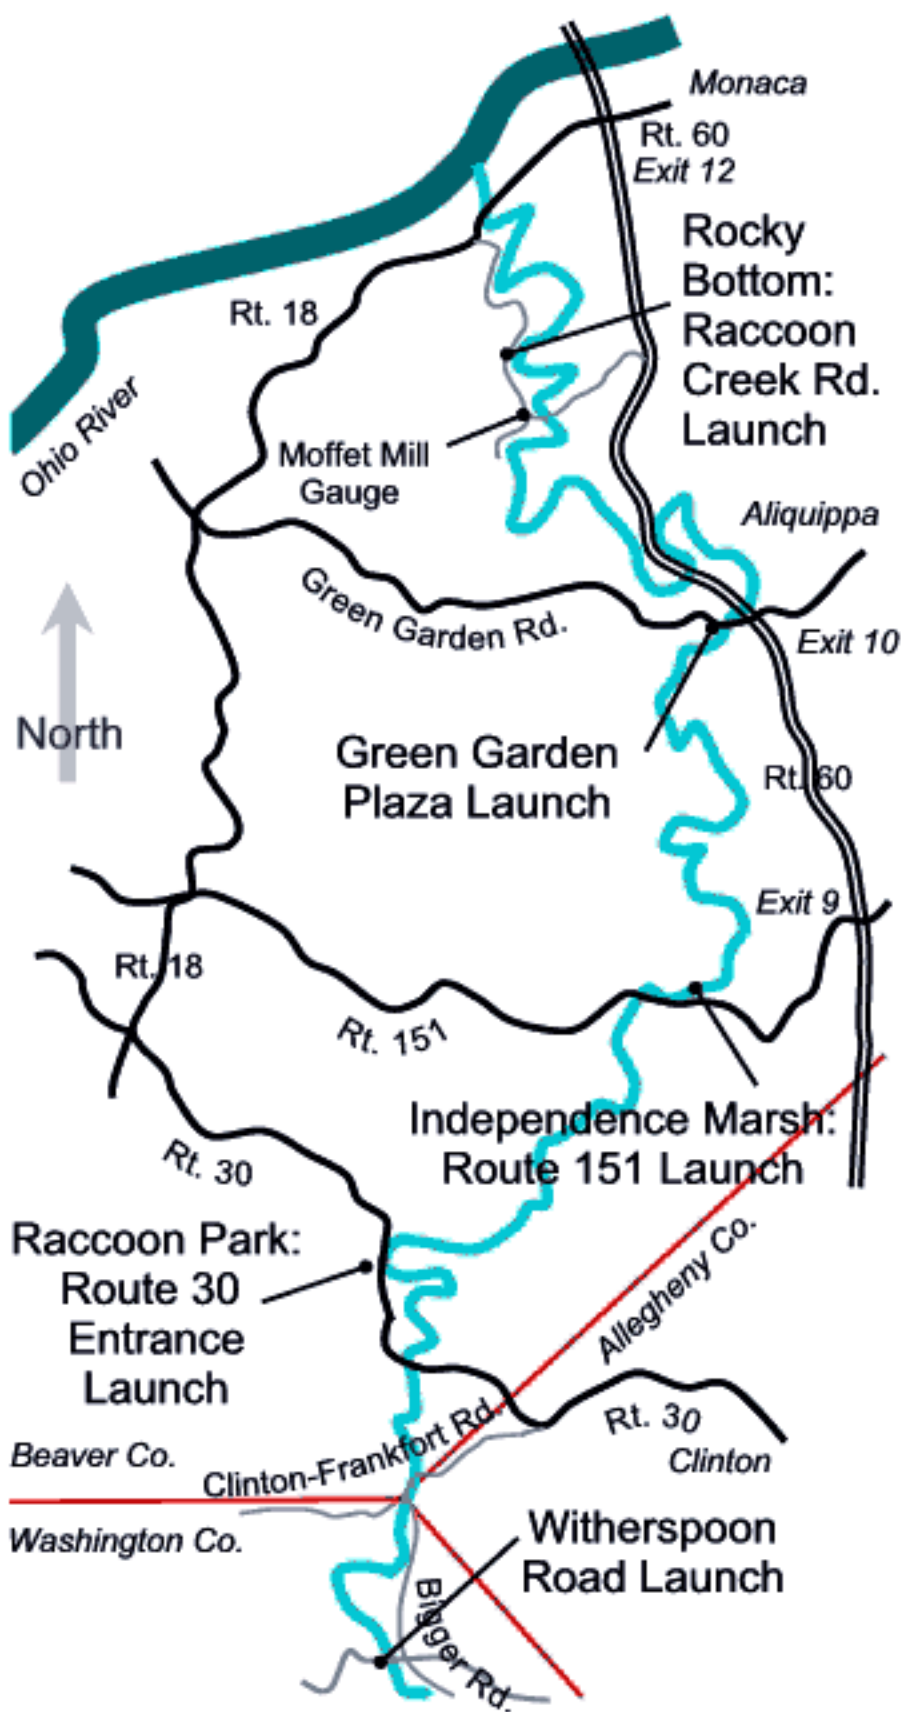 Monaca
Rt. 60
Exit 12
Rocky
Bottom:
Raccoon
Creek Rd.
Launch
Rt. 18
Ohio River
Moffet Mill
Gauge
Aliquippa
Green Garden Rd.
Exit 10
North
Green Garden
Plaza Launch
Rt. 60
Exit 9
Rt. 18
Rt. 151
Independence Marsh:
Route 151 Launch
Rt. 30
Raccoon Park:
Route 30
Entrance
Launch
Allegheny Co.
Rt. 30
Clinton-Frankfort Rd.
Beaver Co.
Clinton
Washington Co.
Witherspoon
Road Launch
Bigger Rd.